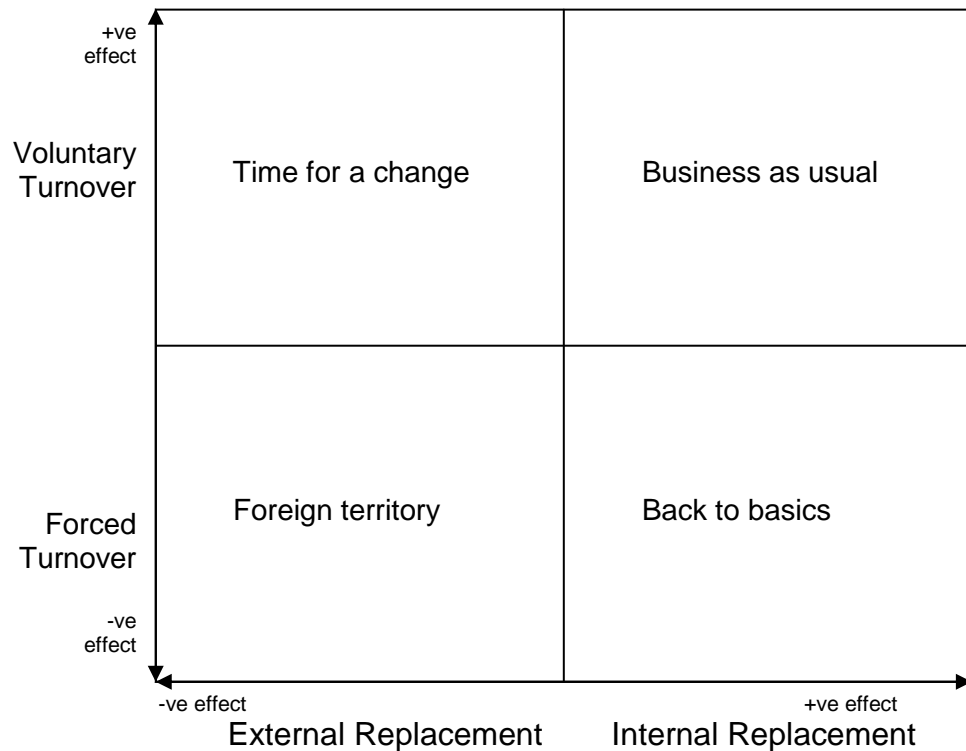 +ve
effect
Voluntary
Turnover
Time for a change
Business as usual
Forced
Turnover
Foreign territory
Back to basics
-ve
effect
-ve effect
+ve effect
External Replacement
Internal Replacement